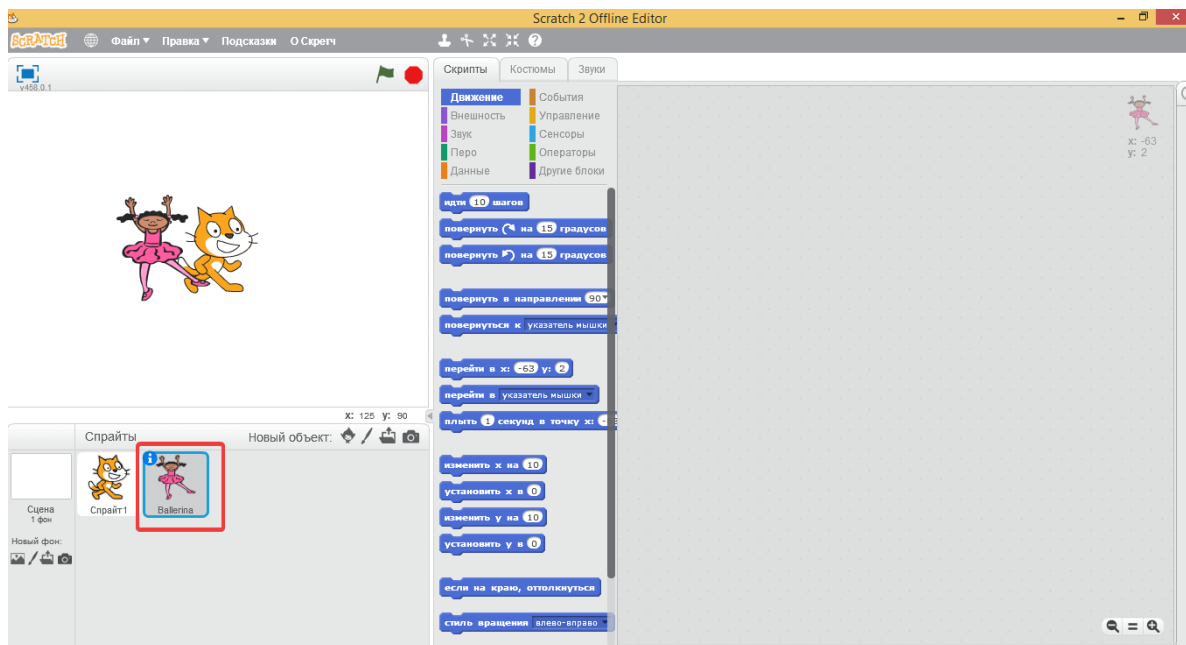 Scratch 2 Offline Editor
SCRATCH Файл Правка Подсказки О Скретч
v458.0.1
Скрипты Костюмы Звуки
Движение События
Внешность Управление
Звук Сенсоры
Перо Операторы
Данные Другие блоки
x: -63
y: 2
идти 10 шагов
повернуть на 15 градусов
повернуть на 15 градусов
повернуть в направлении 90
повернуться к указатель мышки
перейти в x: -63 y: 2
перейти в указатель мышки
плыть 1 секунд в точку x:
изменить x на 10
установить x в 0
изменить y на 10
установить y в 0
если на краю, оттолкнуться
стиль вращения влево-вправо
X: 125 y: 90
Спрайты Новый объект:
Сцена
1 фон
Новый фон:
Спрайт1
Ballerina